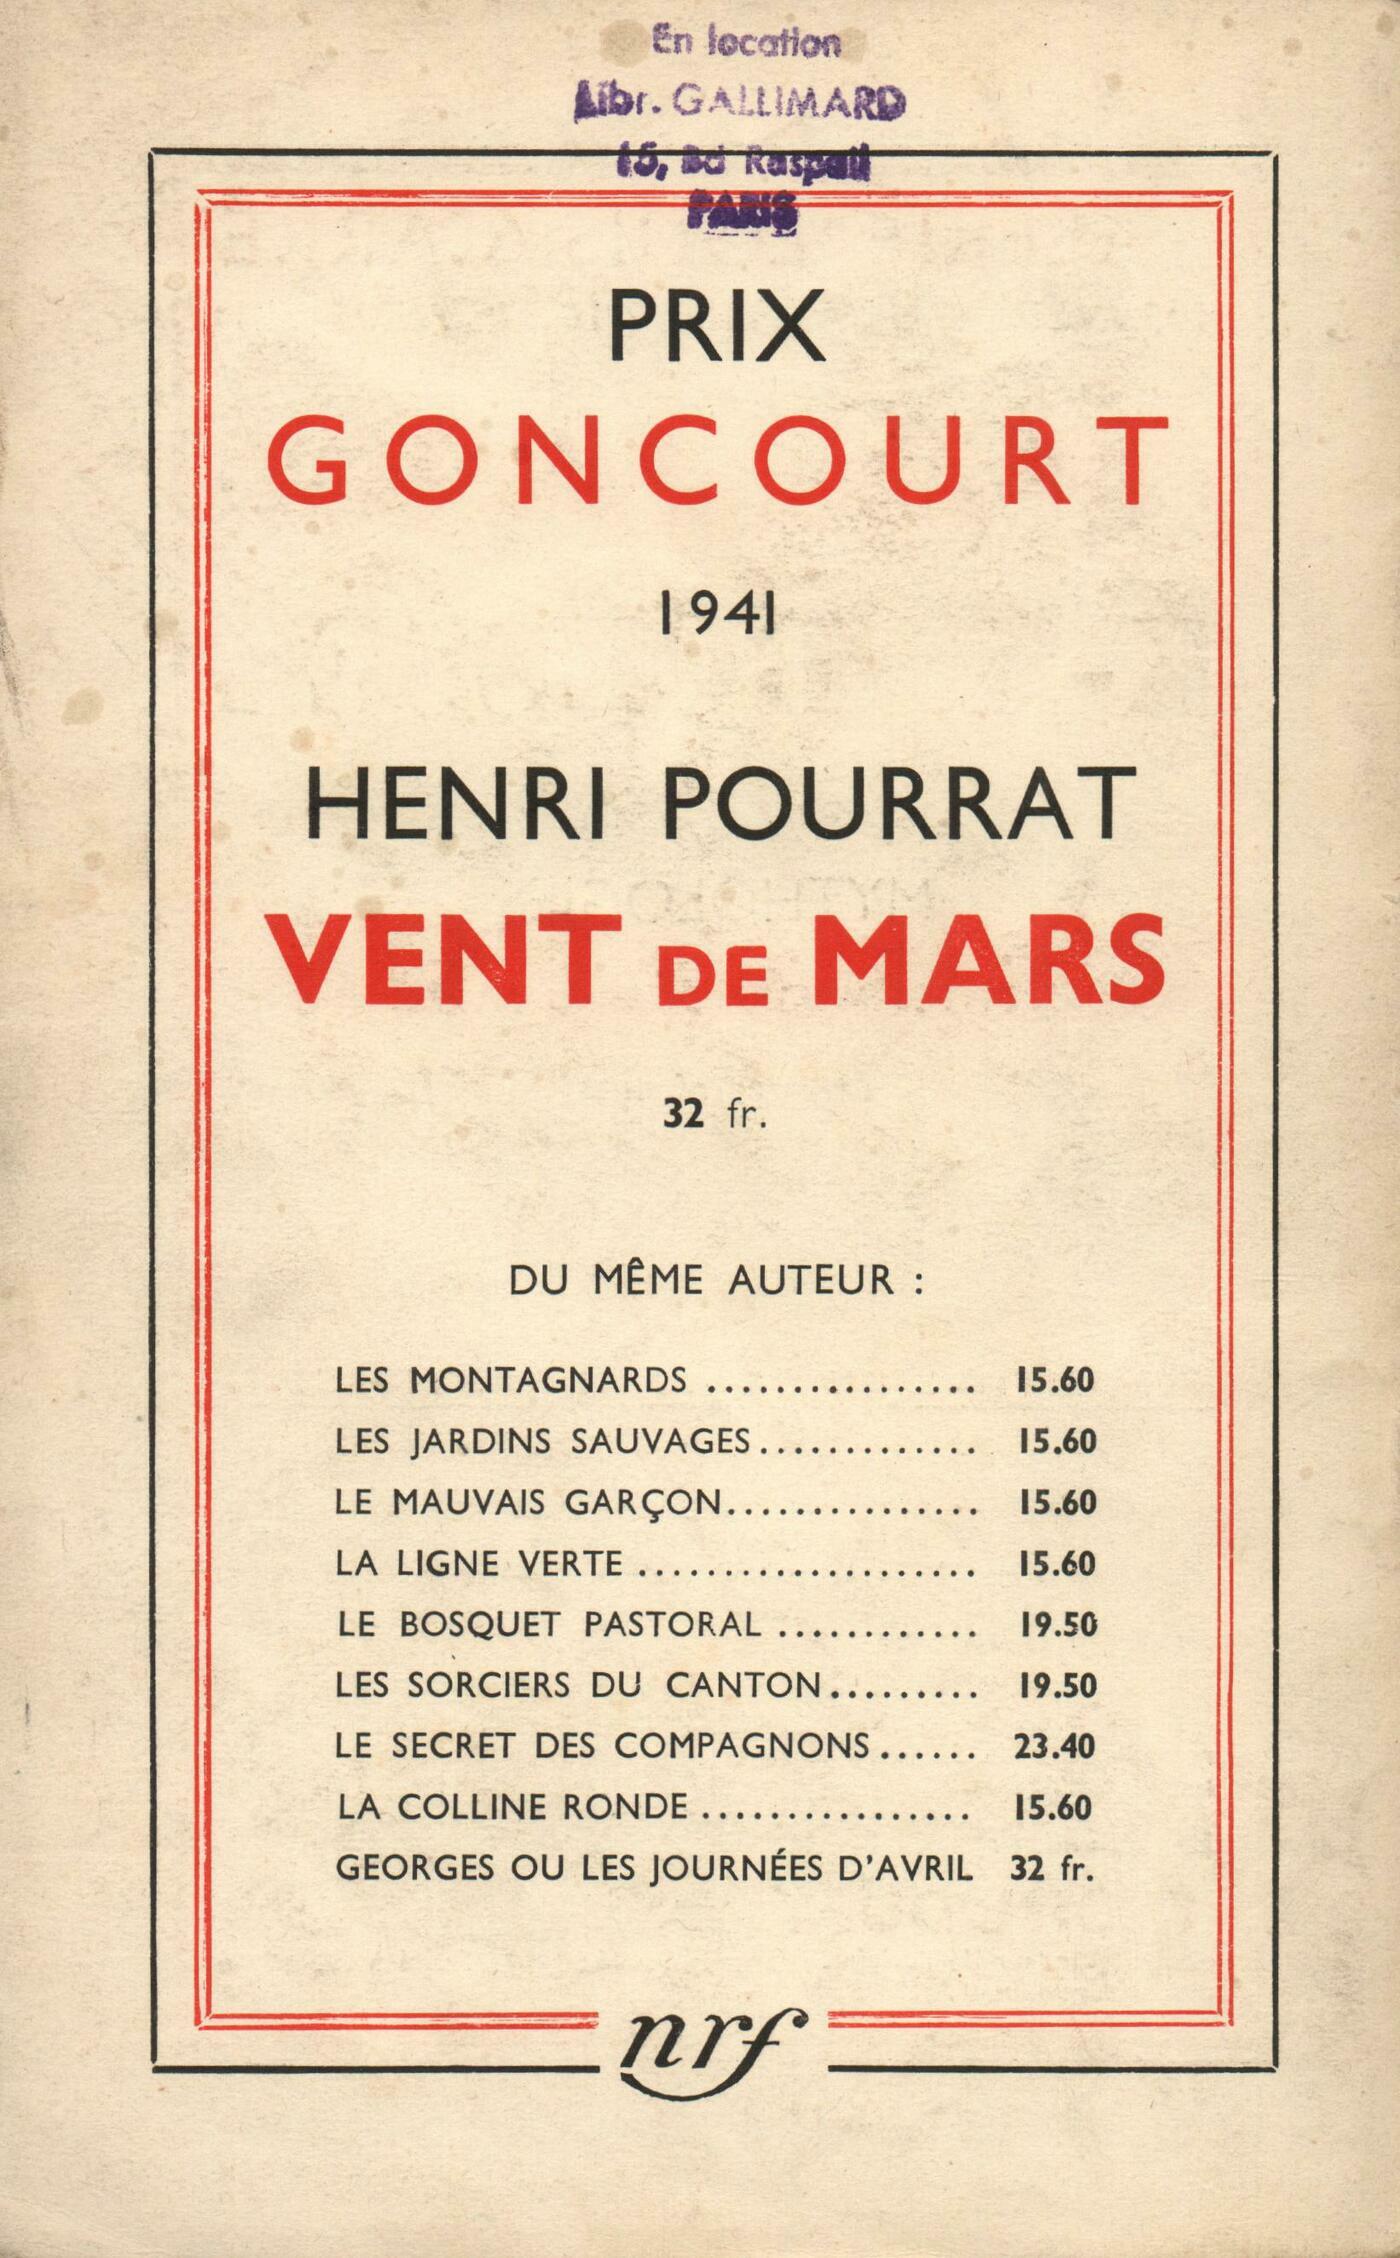 En location
Libr. GALLIMARD
15, Bd Raspail
PARIS
PRIX
GONCOURT
1941
HENRI POURRAT
VENT DE MARS
32 fr.
DU MÊME AUTEUR :
LES MONTAGNARDS ................ 15.60
LES JARDINS SAUVAGES............. 15.60
LE MAUVAIS GARÇON............... 15.60
LA LIGNE VERTE .................... 15.60
LE BOSQUET PASTORAL ............ 19.50
LES SORCIERS DU CANTON......... 19.50
LE SECRET DES COMPAGNONS...... 23.40
LA COLLINE RONDE ................ 15.60
GEORGES OU LES JOURNÉES D'AVRIL 32 fr.
nrf